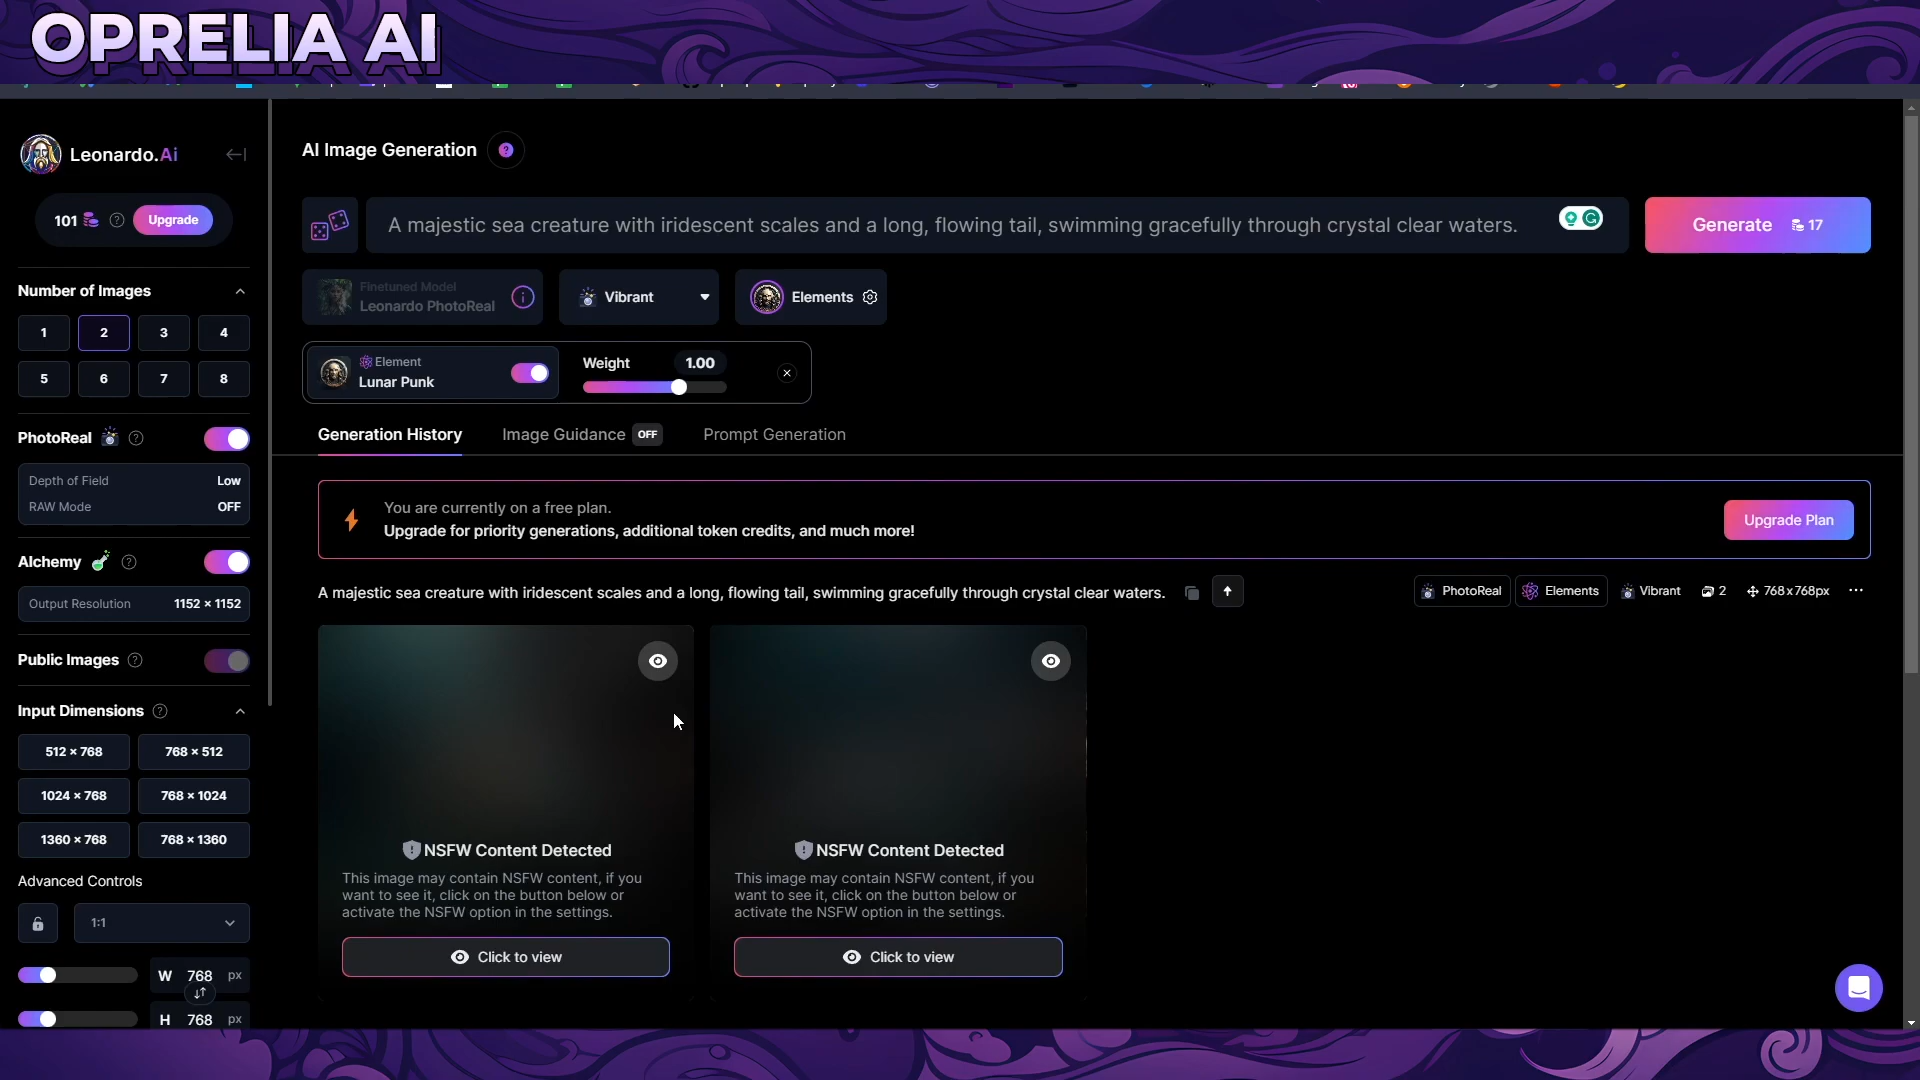 OPRELIA AI
Leonardo.Ai
101
Upgrade
Number of Images
1 2 3 4
5 6 7 8
PhotoReal
Depth of Field Low
RAW Mode OFF
Alchemy
Output Resolution 1152 × 1152
Public Images
Input Dimensions
512 × 768 768 × 512
1024 × 768 768 × 1024
1360 × 768 768 × 1360
Advanced Controls
1:1
W 768 px
H 768 px
AI Image Generation
A majestic sea creature with iridescent scales and a long, flowing tail, swimming gracefully through crystal clear waters.
Generate 17
Finetuned Model
Leonardo PhotoReal
Vibrant
Elements
Element
Lunar Punk
Weight 1.00
Generation History Image Guidance OFF Prompt Generation
You are currently on a free plan.
Upgrade for priority generations, additional token credits, and much more!
Upgrade Plan
A majestic sea creature with iridescent scales and a long, flowing tail, swimming gracefully through crystal clear waters.
PhotoReal Elements Vibrant 2 768x768px
NSFW Content Detected
This image may contain NSFW content, if you
want to see it, click on the button below or
activate the NSFW option in the settings.
Click to view
NSFW Content Detected
This image may contain NSFW content, if you
want to see it, click on the button below or
activate the NSFW option in the settings.
Click to view